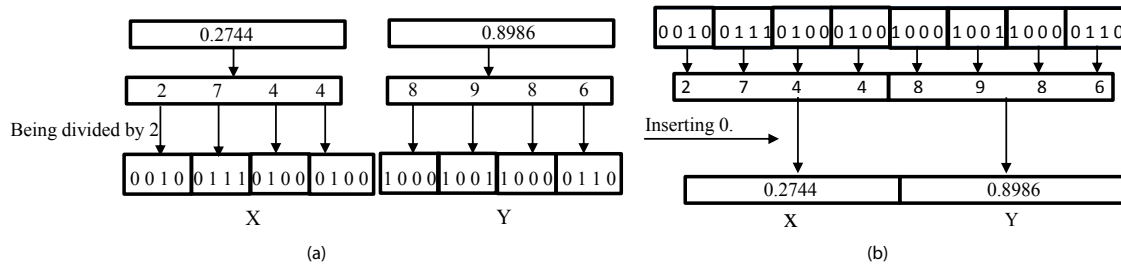 0.2744 0.8986
2 7 4 4 8 9 8 6
Being divided by 2
0 0 1 0 0 1 1 1 0 1 0 0 0 1 0 0 1 0 0 0 1 0 0 1 1 0 0 0 0 1 1 0
X Y
(a)
0 0 1 0 0 1 1 1 0 1 0 0 0 1 0 0 1 0 0 0 1 0 0 1 1 0 0 0 0 1 1 0
2 7 4 4 8 9 8 6
Inserting 0.
0.2744 0.8986
X Y
(b)